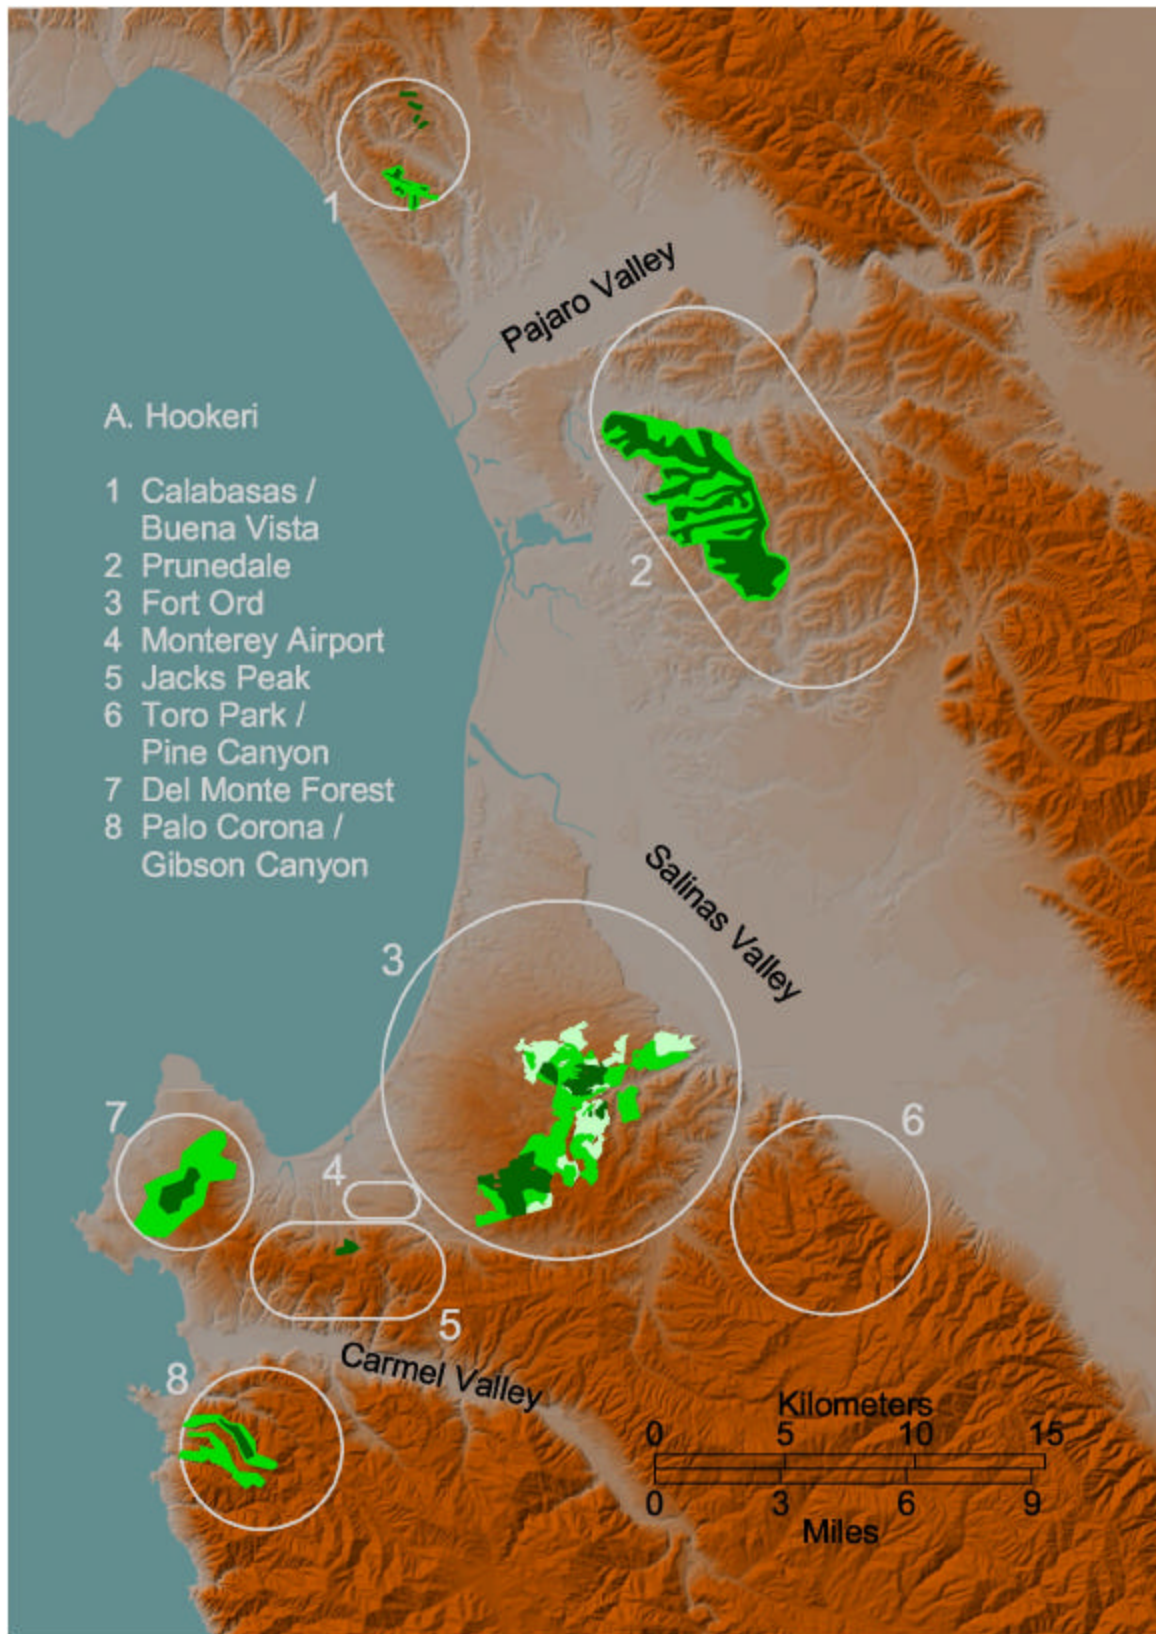 1
Pajaro Valley
A. Hookeri
1 Calabasas /
Buena Vista
2 Prunedale
3 Fort Ord
4 Monterey Airport
5 Jacks Peak
6 Toro Park /
Pine Canyon
7 Del Monte Forest
8 Palo Corona /
Gibson Canyon
2
Salinas Valley
3
7
6
4
5
Carmel Valley
8
Kilometers
0 5 10 15
0 3 6 9
Miles